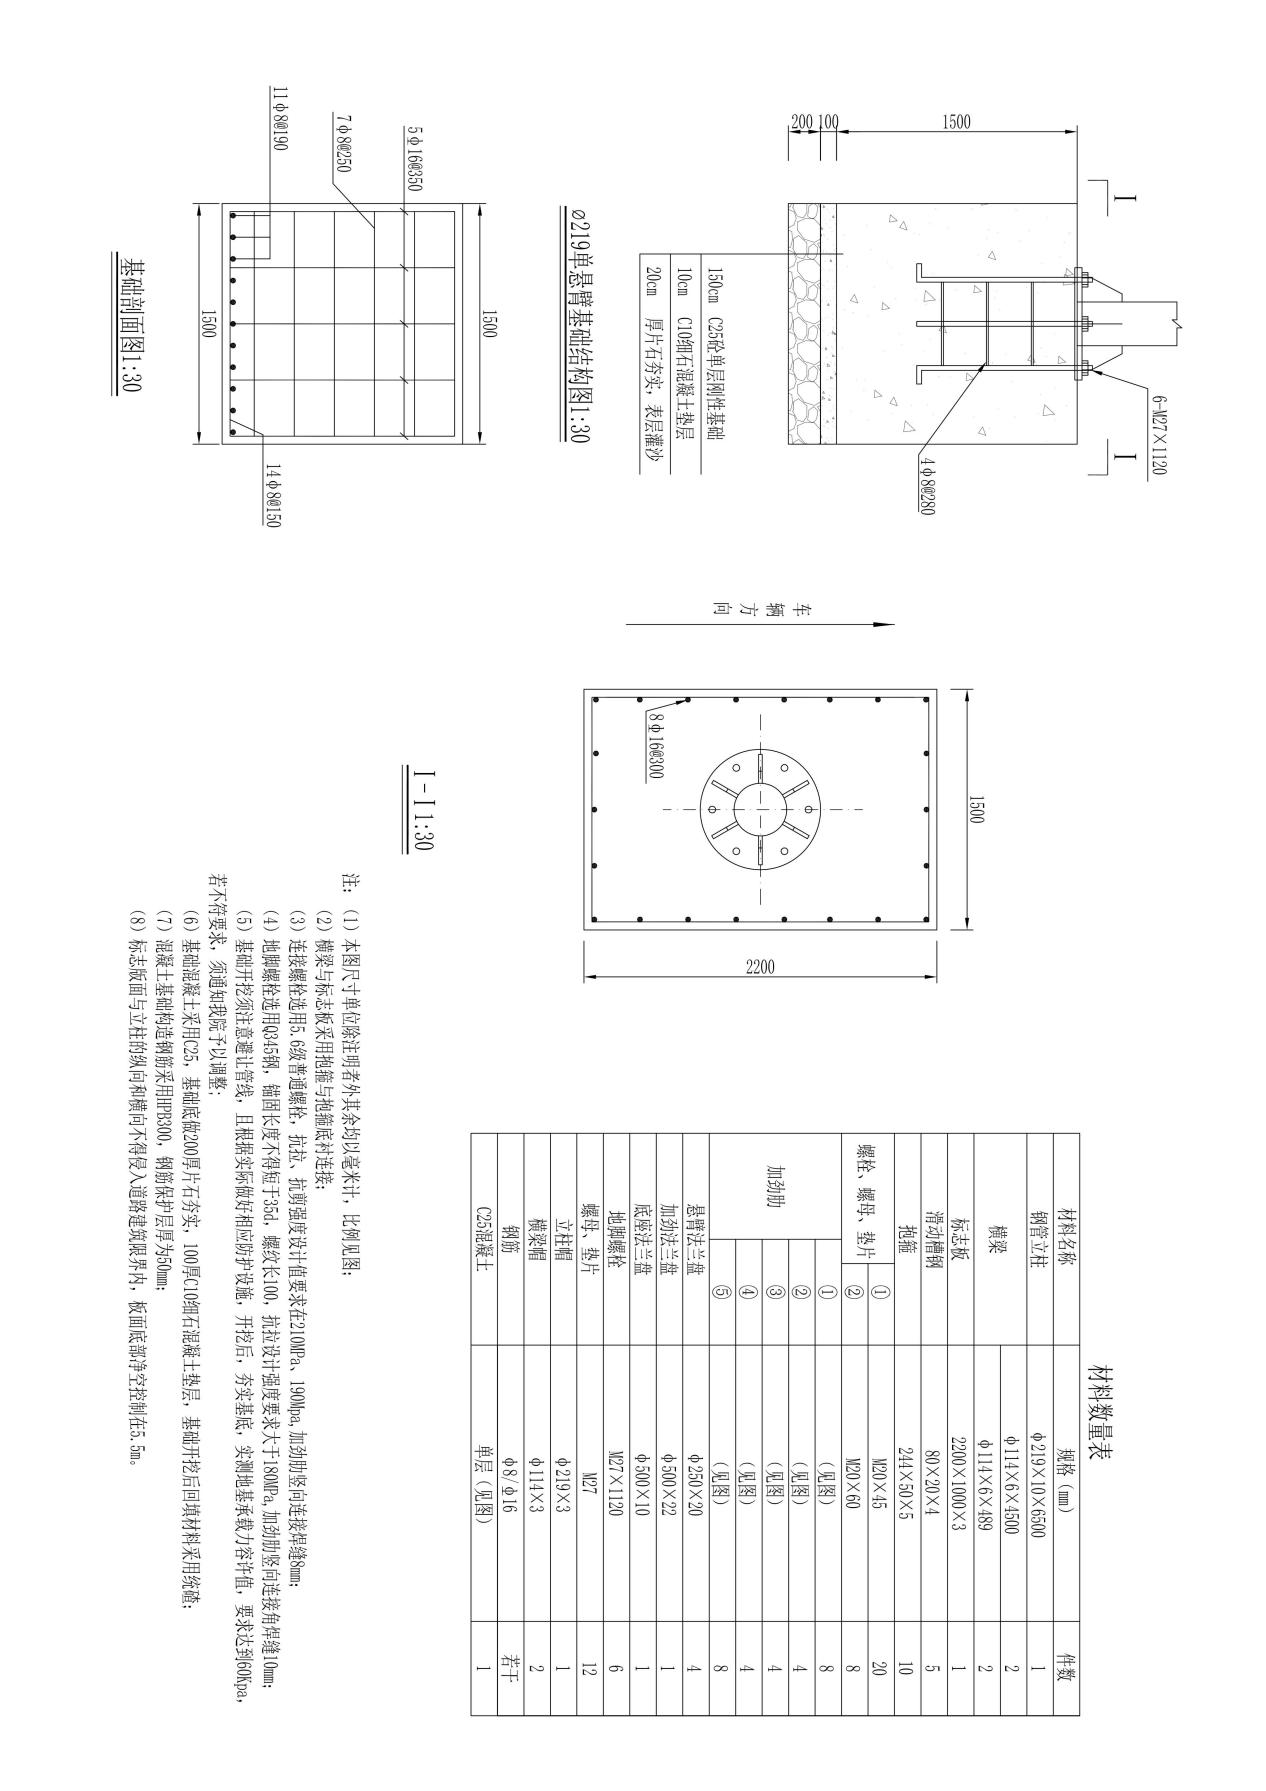 1500
100
200
I
I
6-M27×1120
4φ8@280
150cm C25砼单层刚性基础
10cm C10细石混凝土垫层
20cm 厚片石夯实，表层灌沙
ø219单悬臂基础结构图1:30
5φ16@350
7φ8@250
11φ8@190
1500
1500
14φ8@150
基础剖面图1:30
车辆方向
1500
2200
8φ16@300
I-I 1:30
材料数量表
材料名称 规格（mm） 件数
钢管立柱 φ219×10×6500 1
横梁 φ114×6×4500 2
φ114×6×489 2
标志板 2200×1000×3 1
滑动槽钢 80×20×4 5
抱箍 244×50×5 10
螺栓、螺母、垫片 ① M20×45 20
② M20×60 8
加劲肋 ① （见图） 8
② （见图） 4
③ （见图） 4
④ （见图） 4
⑤ （见图） 8
悬臂法兰盘 φ250×20 4
加劲法兰盘 φ500×22 1
底座法兰盘 φ500×10 1
地脚螺栓 M27×1120 6
螺母、垫片 M27 12
立柱帽 φ219×3 1
横梁帽 φ114×3 2
钢筋 φ8/φ16 若干
C25混凝土 单层（见图） 1
注：（1）本图尺寸单位除注明者外其余均以毫米计，比例见图；
（2）横梁与标志板采用抱箍与抱箍底衬连接；
（3）连接螺栓选用5.6级普通螺栓，抗拉、抗剪强度设计值要求在210MPa、190Mpa,加劲肋竖向连接焊缝8mm；
（4）地脚螺栓选用Q345钢，锚固长度不得短于35d，螺纹长100，抗拉设计强度要求大于180MPa,加劲肋竖向连接角焊缝10mm；
（5）基础开挖须注意避让管线，且根据实际做好相应防护设施，开挖后，夯实基底，实测地基承载力容许值，要求达到60Kpa，
若不符要求，须通知我院予以调整；
（6）基础混凝土采用C25，基础底做200厚片石夯实，100厚C10细石混凝土垫层，基础开挖后回填材料采用统碴；
（7）混凝土基础构造钢筋采用HPB300，钢筋保护层厚为50mm；
（8）标志版面与立柱的纵向和横向不得侵入道路建筑限界内，板面底部净空控制在5.5m。